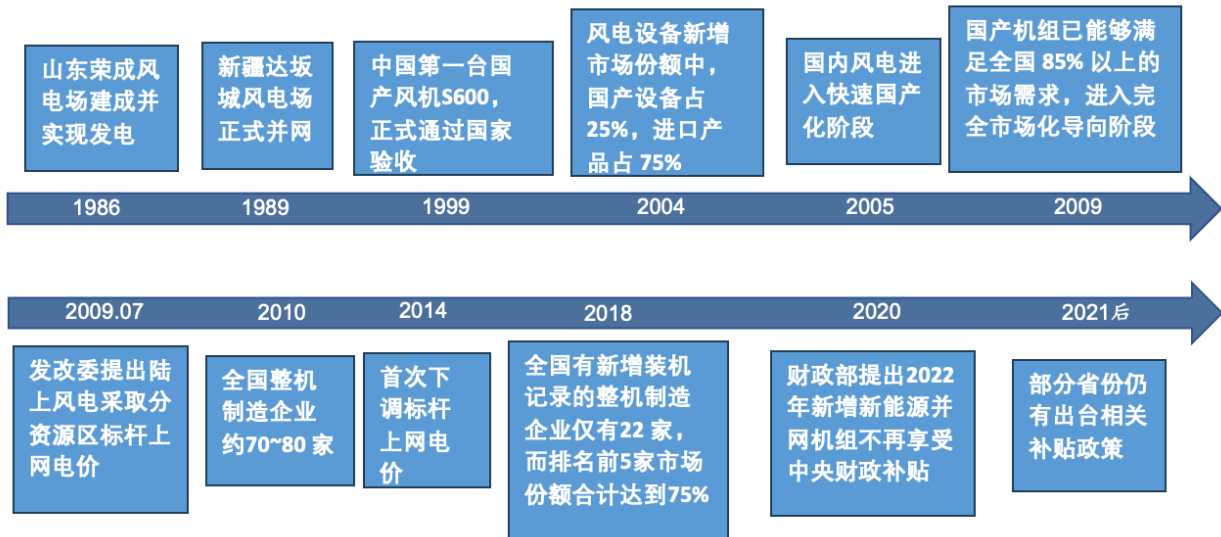 山东荣成风
电场建成并
实现发电
新疆达坂
城风电场
正式并网
中国第一台国
产风机S600，
正式通过国家
验收
风电设备新增
市场份额中，
国产设备占
25%，进口产
品占 75%
国内风电进
入快速国产
化阶段
国产机组已能够满
足全国 85% 以上的
市场需求，进入完
全市场化导向阶段
1986
1989
1999
2004
2005
2009
2009.07
2010
2014
2018
2020
2021后
发改委提出陆
上风电采取分
资源区标杆上
网电价
全国整机
制造企业
约70~80 家
首次下
调标杆
上网电
价
全国有新增装机
记录的整机制造
企业仅有22 家，
而排名前5家市场
份额合计达到75%
财政部提出2022
年新增新能源并
网机组不再享受
中央财政补贴
部分省份仍
有出台相关
补贴政策